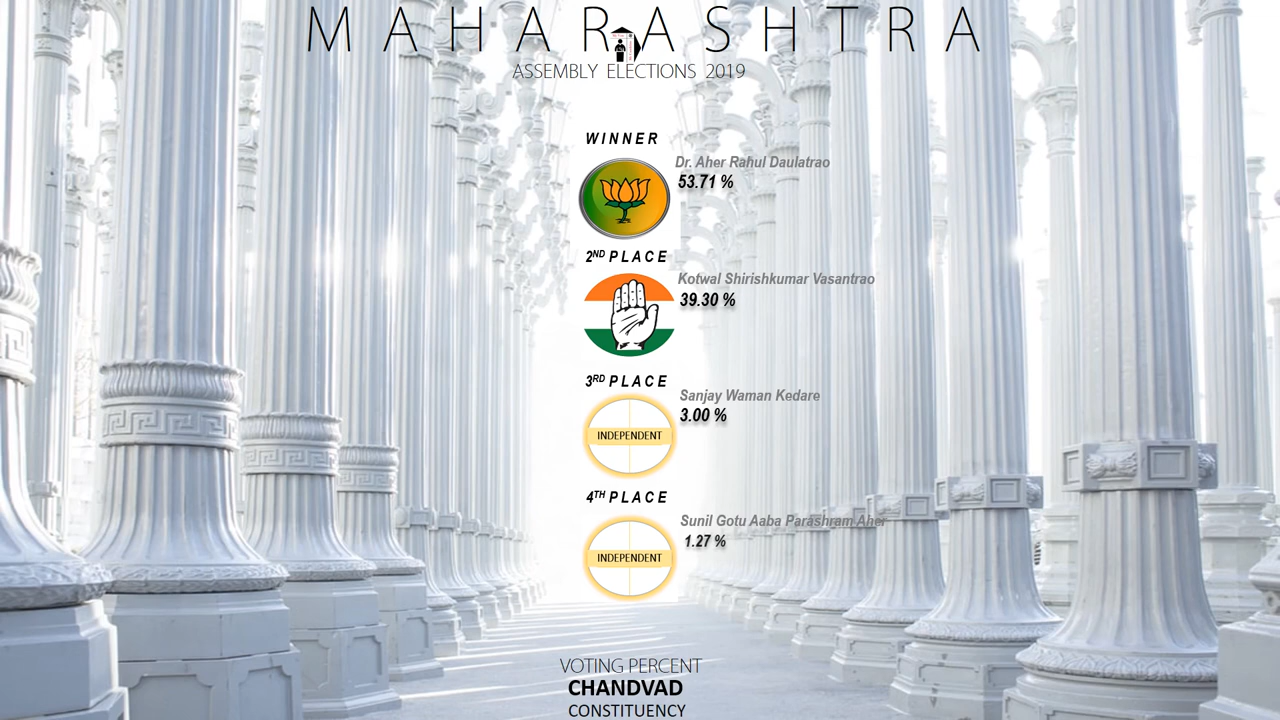 MAHARASHTRA
ASSEMBLY ELECTIONS 2019
WINNER
Dr. Aher Rahul Daulatrao
53.71 %
2ND PLACE
Kotwal Shirishkumar Vasantrao
39.30 %
3RD PLACE
Sanjay Waman Kedare
3.00 %
INDEPENDENT
4TH PLACE
Sunil Gotu Aaba Parashram Aher
1.27 %
INDEPENDENT
VOTING PERCENT
CHANDVAD
CONSTITUENCY